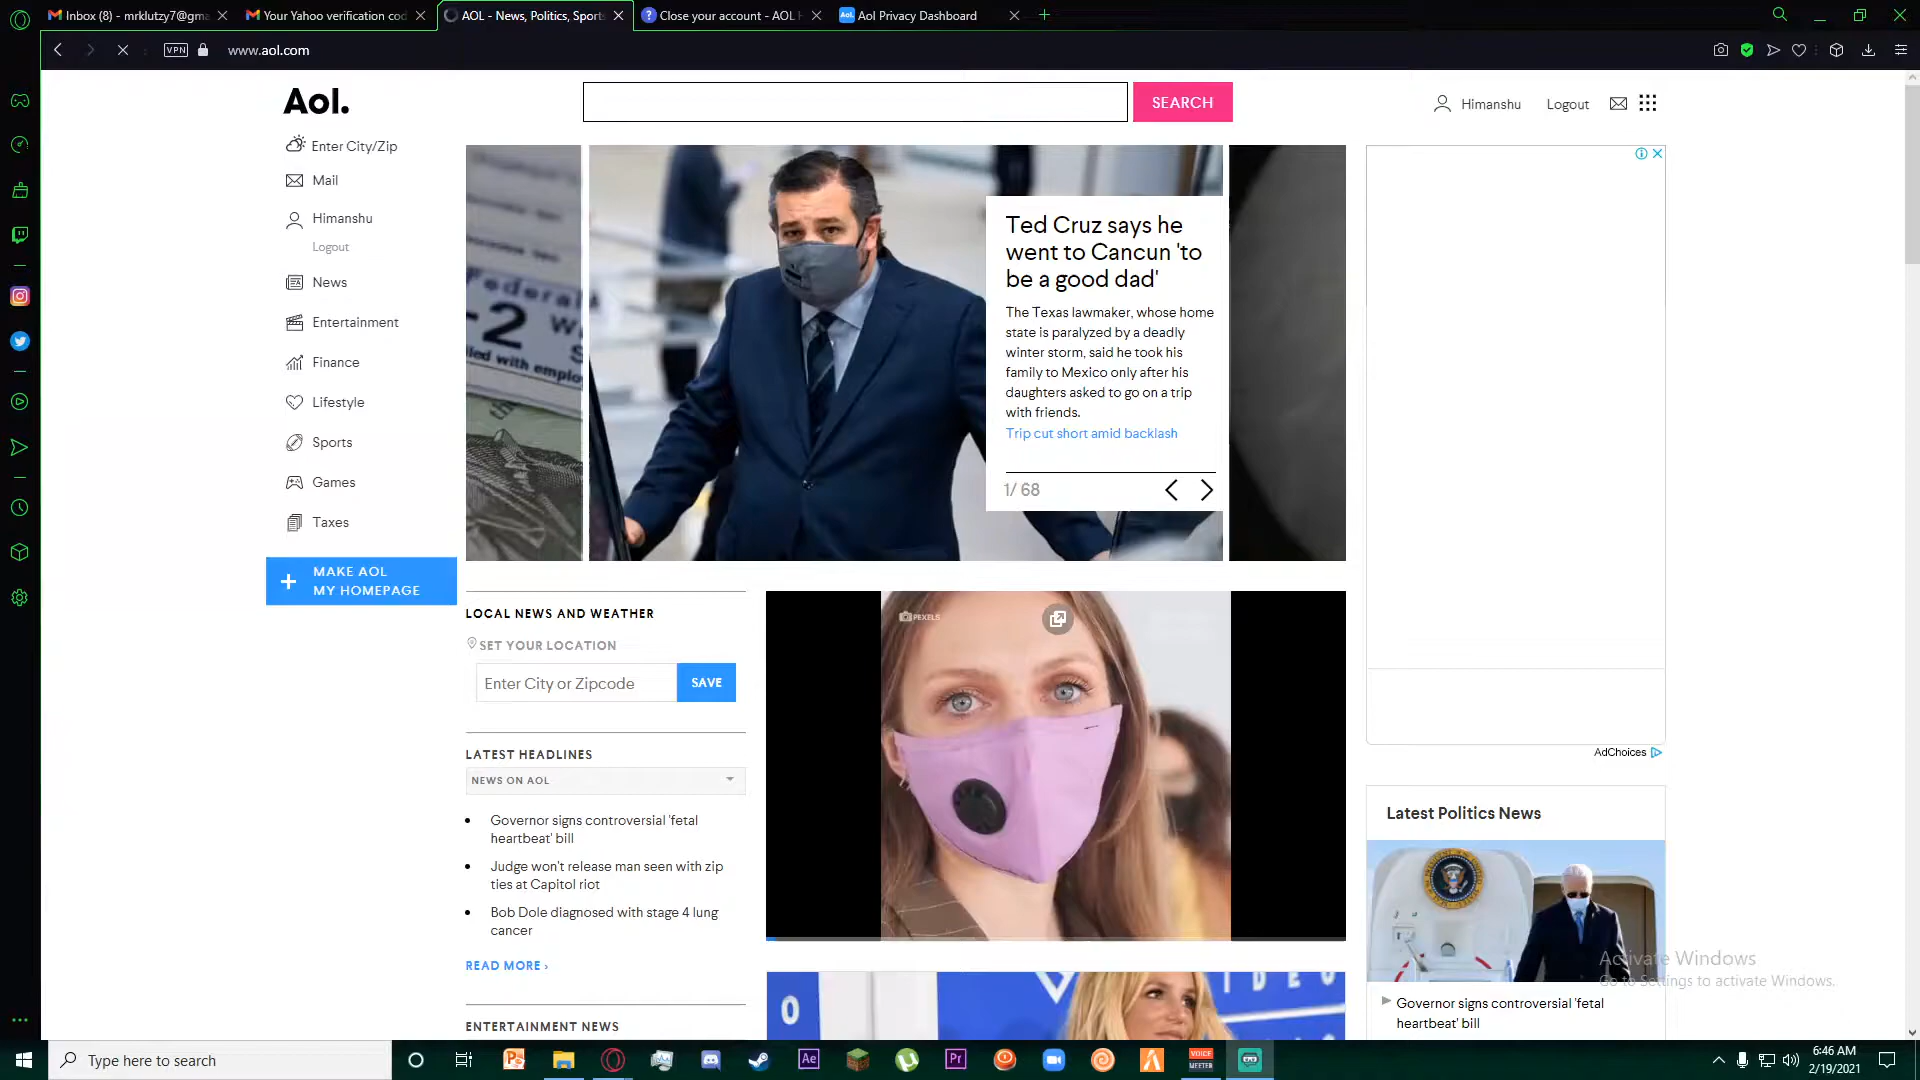 Inbox (8) - mrklutzy7@gma
Your Yahoo verification cod
AOL - News, Politics, Sports
Close your account - AOL H
Aol Privacy Dashboard
VPN
www.aol.com
Aol.
SEARCH
Himanshu
Logout
Enter City/Zip
Mail
Himanshu
Logout
News
Entertainment
Finance
Lifestyle
Sports
Games
Taxes
+ MAKE AOL
MY HOMEPAGE
Ted Cruz says he
went to Cancun 'to
be a good dad'
The Texas lawmaker, whose home
state is paralyzed by a deadly
winter storm, said he took his
family to Mexico only after his
daughters asked to go on a trip
with friends.
Trip cut short amid backlash
1/ 68
LOCAL NEWS AND WEATHER
SET YOUR LOCATION
Enter City or Zipcode
SAVE
LATEST HEADLINES
NEWS ON AOL
Governor signs controversial 'fetal
heartbeat' bill
Judge won't release man seen with zip
ties at Capitol riot
Bob Dole diagnosed with stage 4 lung
cancer
READ MORE ›
ENTERTAINMENT NEWS
PEXELS
AdChoices
Latest Politics News
Governor signs controversial 'fetal
heartbeat' bill
Activate Windows
Go to Settings to activate Windows.
Type here to search
Ae
Pr
VOICE
MEETER
6:46 AM
2/19/2021